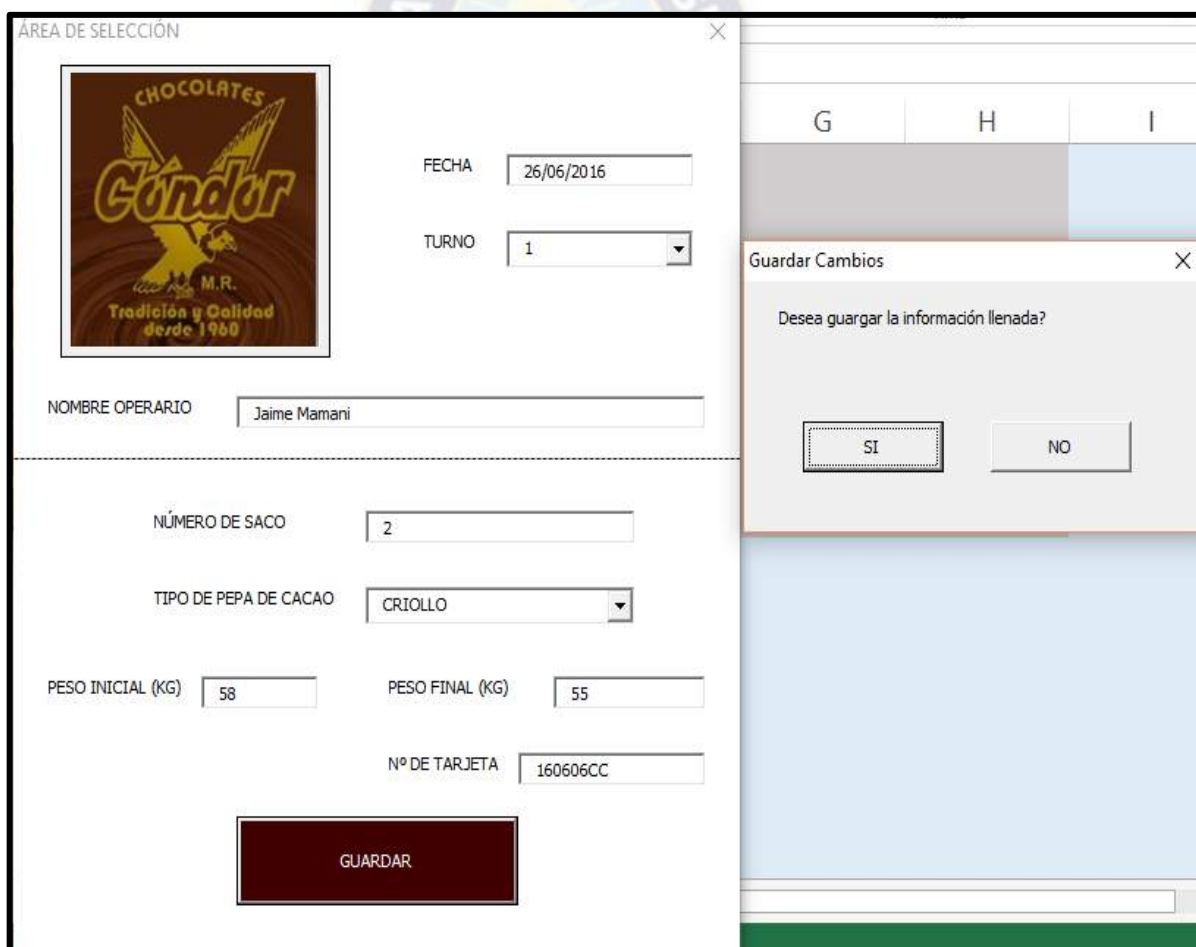 ÁREA DE SELECCIÓN
CHOCOLATES
Cóndor
M.R.
Tradición y Calidad
desde 1960
FECHA 26/06/2016
TURNO 1
NOMBRE OPERARIO Jaime Mamani
NÚMERO DE SACO 2
TIPO DE PEPA DE CACAO CRIOLLO
PESO INICIAL (KG) 58 PESO FINAL (KG) 55
Nº DE TARJETA 160606CC
GUARDAR
G H I
Guardar Cambios
Desea guargar la información llenada?
SI NO